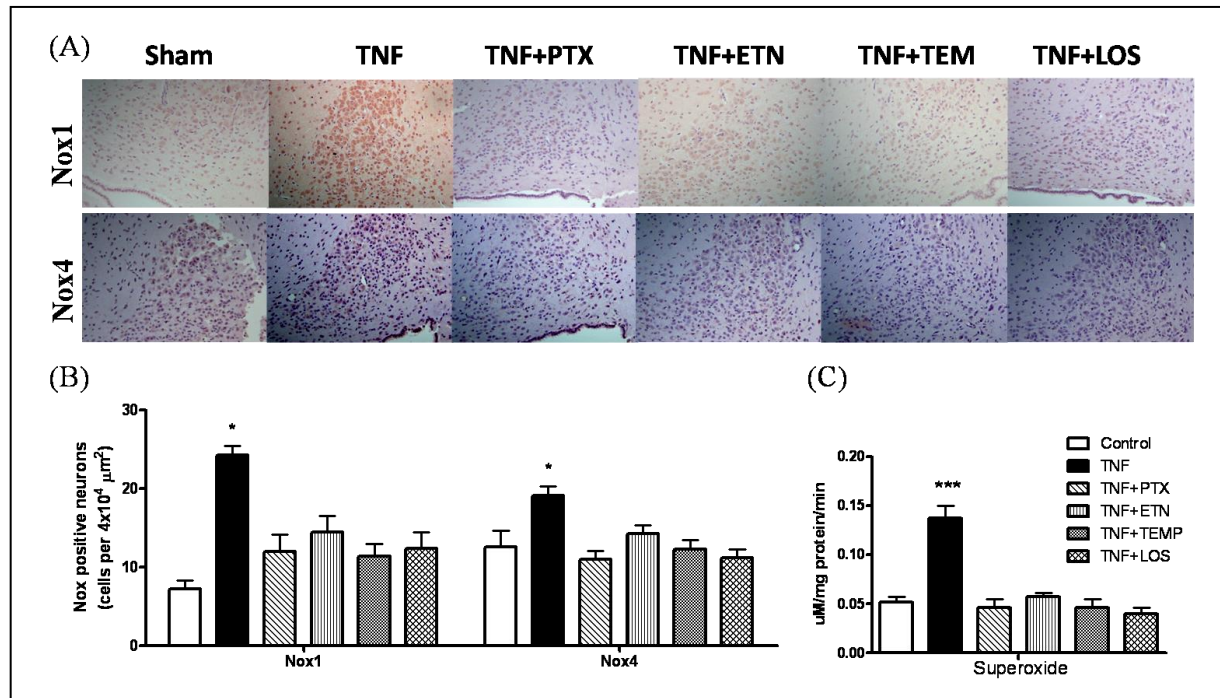 (A)
Sham TNF TNF+PTX TNF+ETN TNF+TEM TNF+LOS
Nox1
Nox4
(B)
Nox positive neurons
(cells per 4x10⁴ µm²)
30
20
10
0
*
*
Nox1 Nox4
(C)
Control
TNF
TNF+PTX
TNF+ETN
TNF+TEMP
TNF+LOS
uM/mg protein/min
0.20
0.15
0.10
0.05
0.00
***
Superoxide